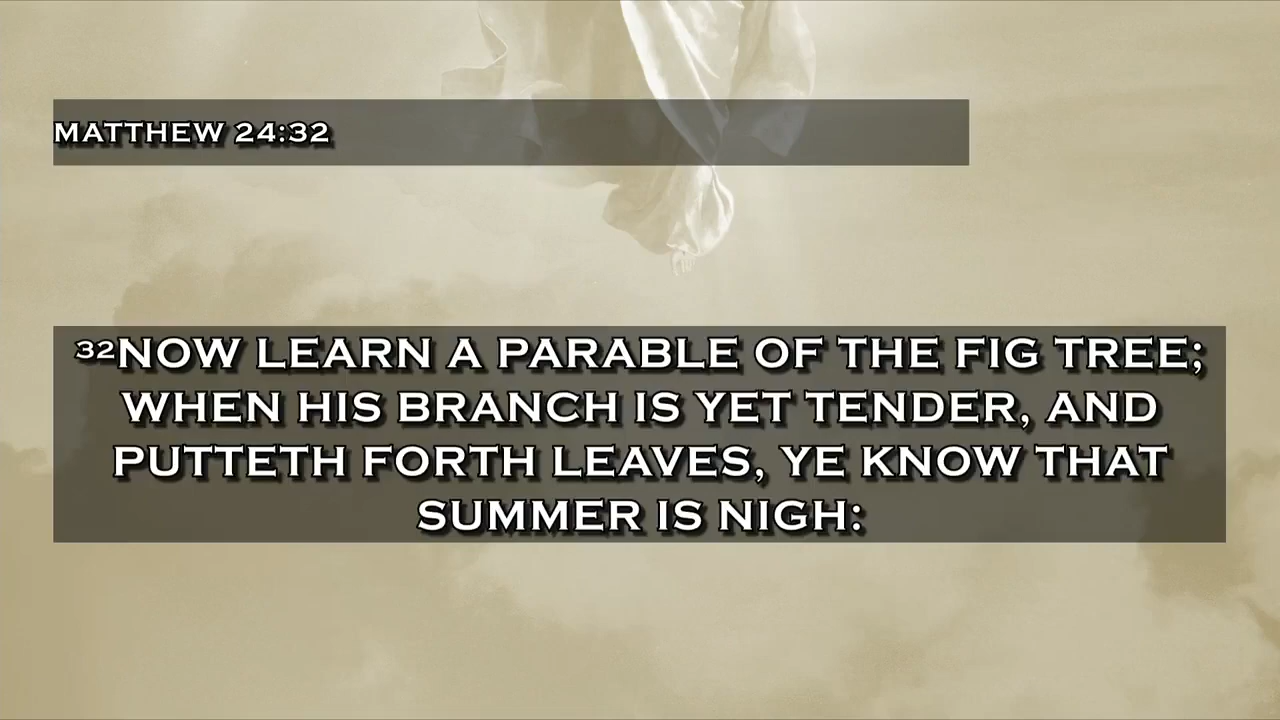 MATTHEW 24:32
32NOW LEARN A PARABLE OF THE FIG TREE;
WHEN HIS BRANCH IS YET TENDER, AND
PUTTETH FORTH LEAVES, YE KNOW THAT
SUMMER IS NIGH: